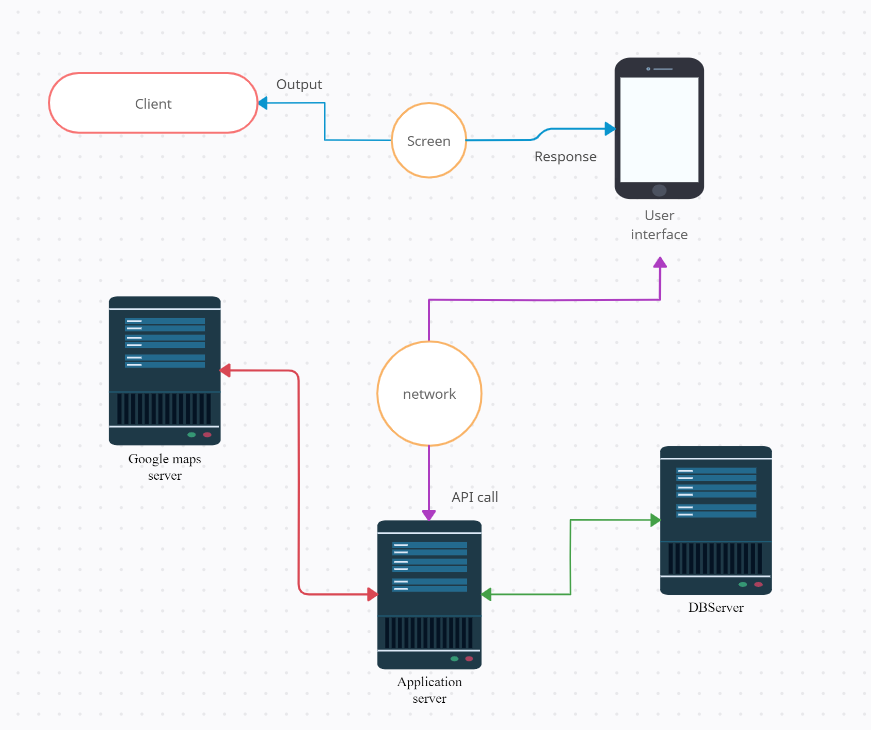 Output
Client
Screen
Response
User
interface
network
Google maps
server
API call
DBServer
Application
server